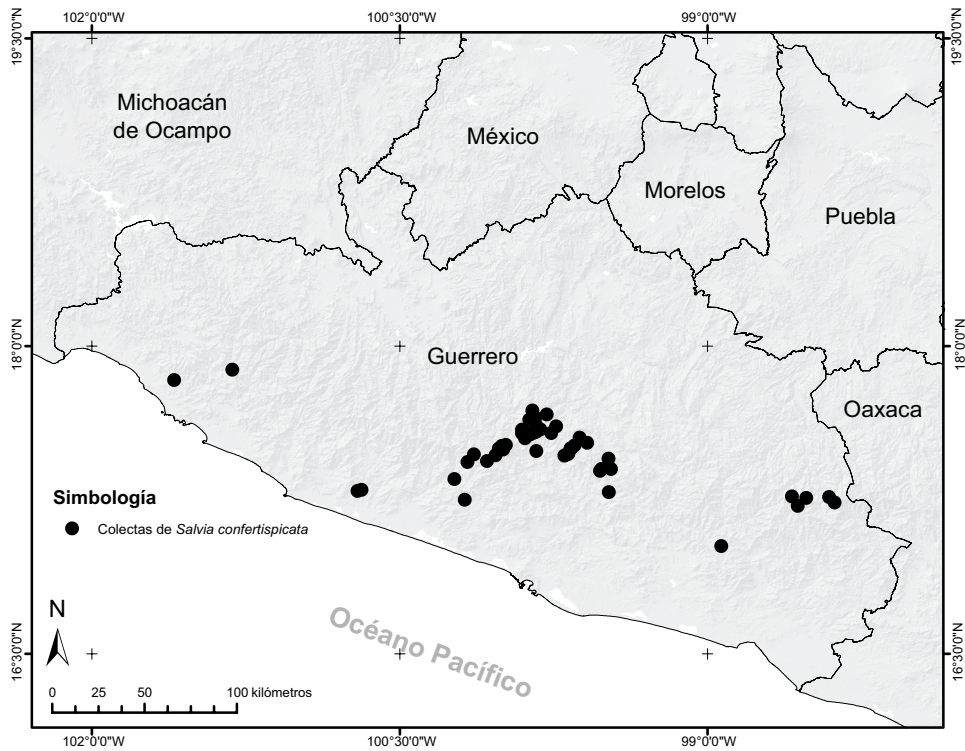 102°0'0"W 100°30'0"W 99°0'0"W
19°30'0"N
19°30'0"N
Michoacán
de Ocampo
México
Morelos
Puebla
18°0'0"N
18°0'0"N
Guerrero
Oaxaca
Simbología
Colectas de Salvia confertispicata
N
Océano Pacífico
16°30'0"N
16°30'0"N
0 25 50 100 kilómetros
102°0'0"W 100°30'0"W 99°0'0"W